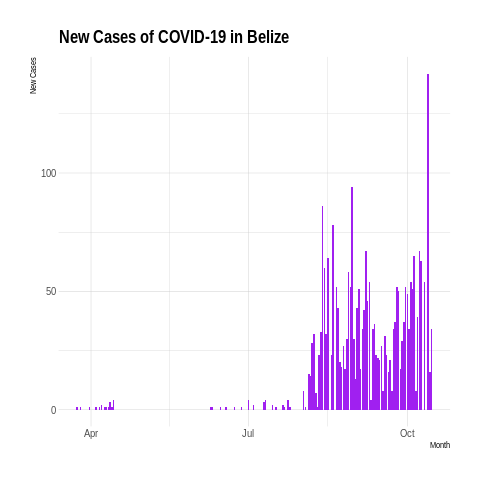 New Cases of COVID-19 in Belize
New Cases
100
50
0
Apr
Jul
Oct
Month